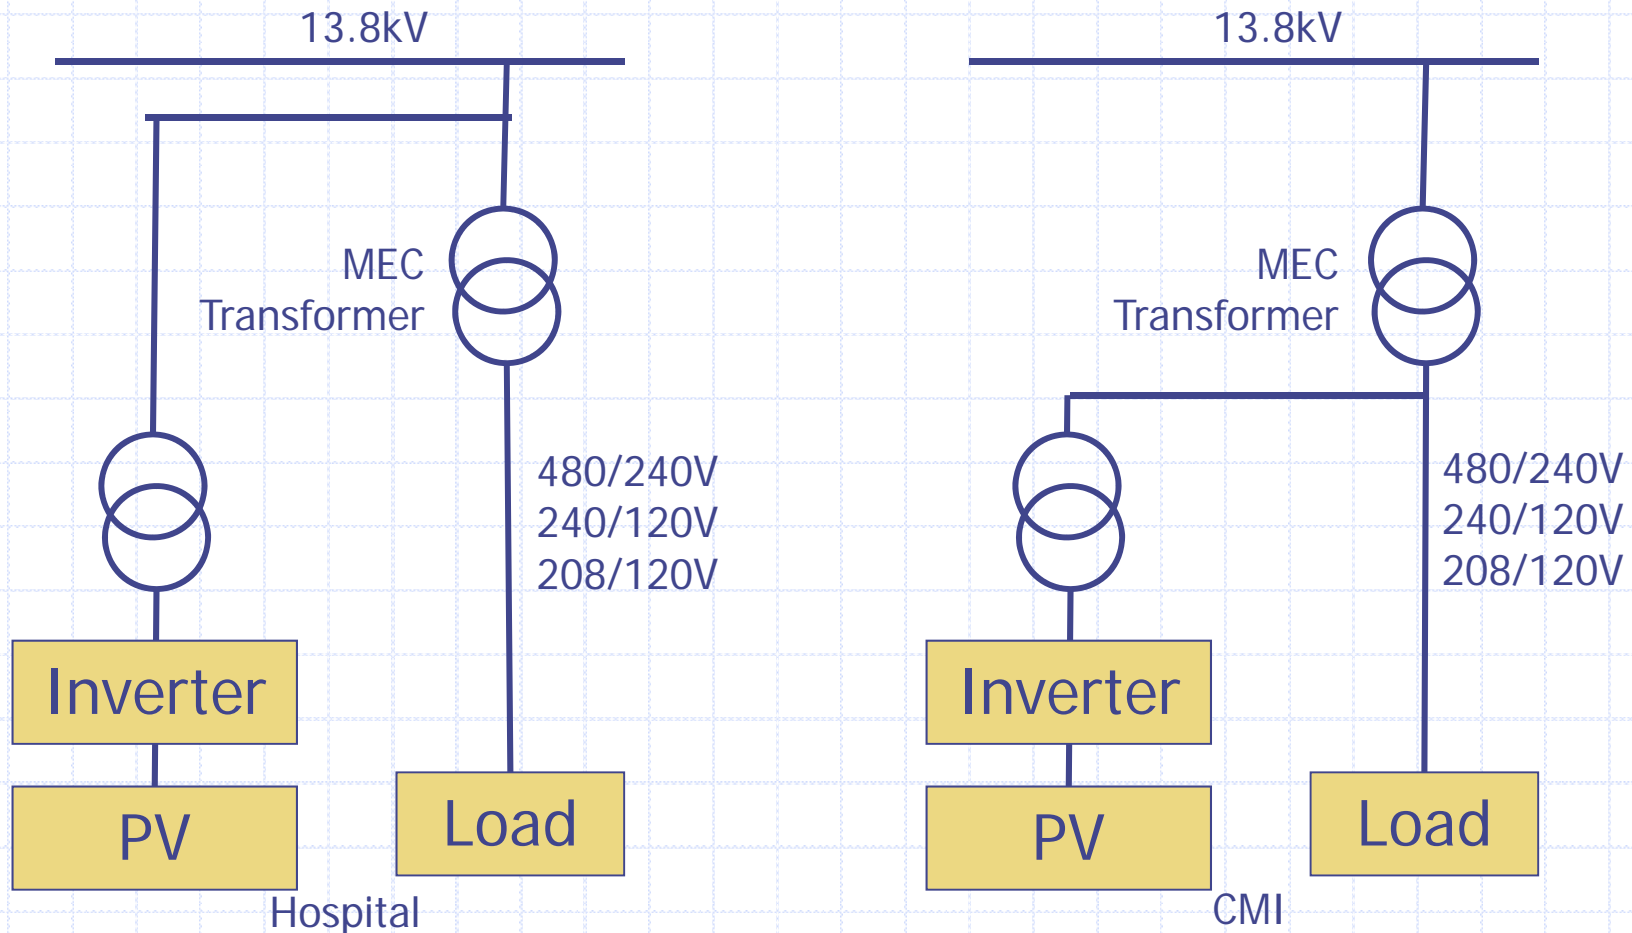 13.8kV
MEC
Transformer
480/240V
240/120V
208/120V
Inverter
PV
Load
Hospital
13.8kV
MEC
Transformer
480/240V
240/120V
208/120V
Inverter
PV
Load
CMI